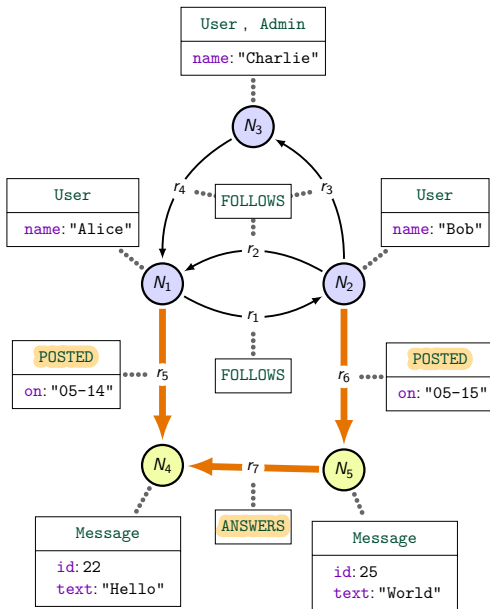 User , Admin
name: "Charlie"
N3
r4
r3
FOLLOWS
User
name: "Alice"
User
name: "Bob"
r2
N1
N2
r1
POSTED
on: "05-14"
r5
FOLLOWS
r6
POSTED
on: "05-15"
N4
r7
N5
ANSWERS
Message
id: 22
text: "Hello"
Message
id: 25
text: "World"